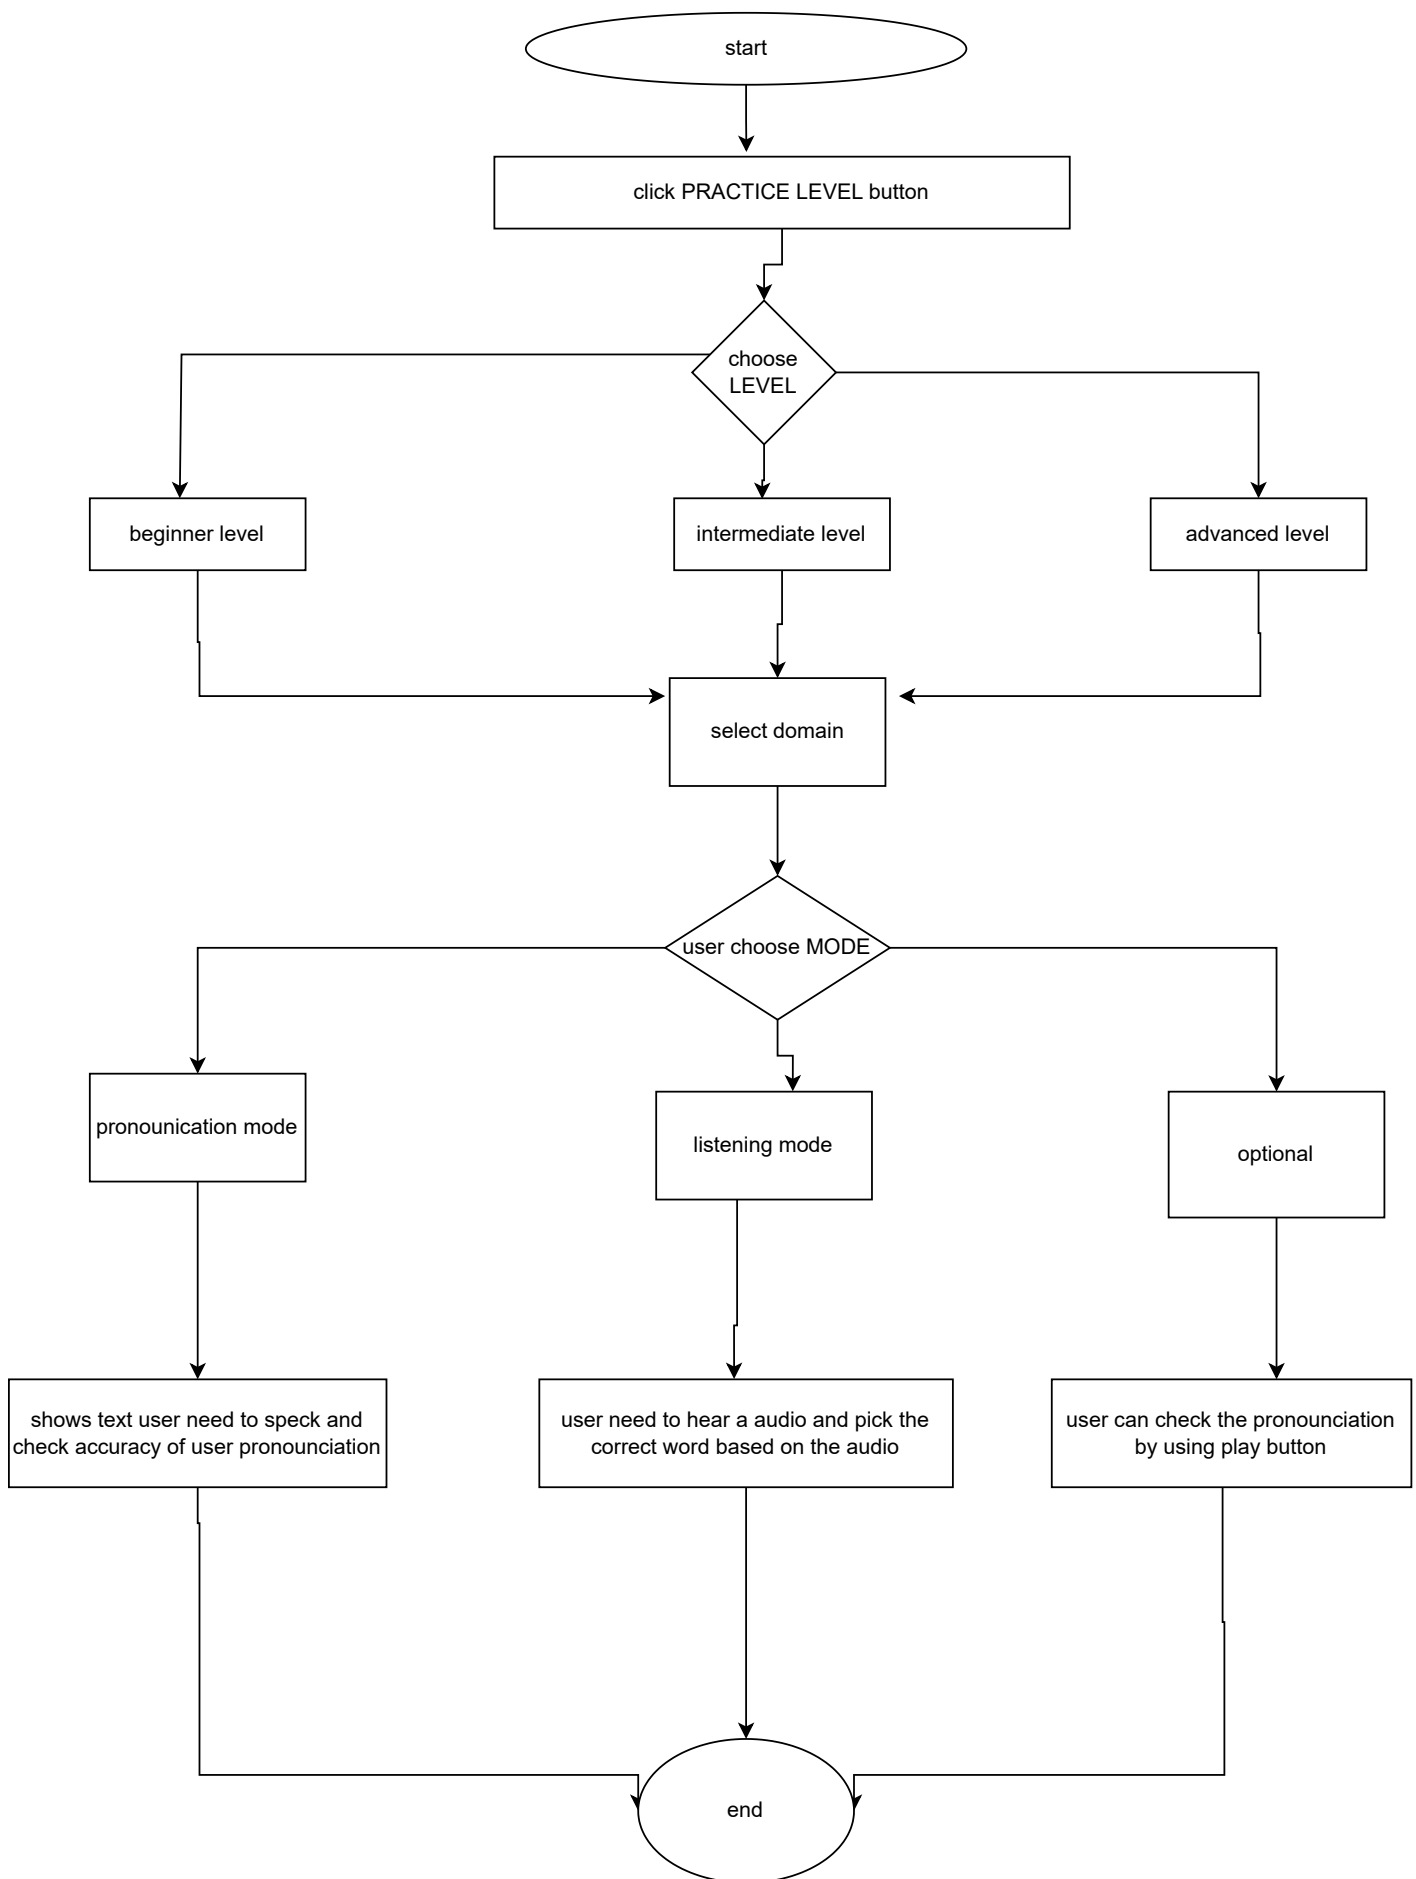 start
click PRACTICE LEVEL button
choose
LEVEL
beginner level
intermediate level
advanced level
select domain
user choose MODE
pronounication mode
listening mode
optional
shows text user need to speck and
check accuracy of user pronounciation
user need to hear a audio and pick the
correct word based on the audio
user can check the pronounciation
by using play button
end